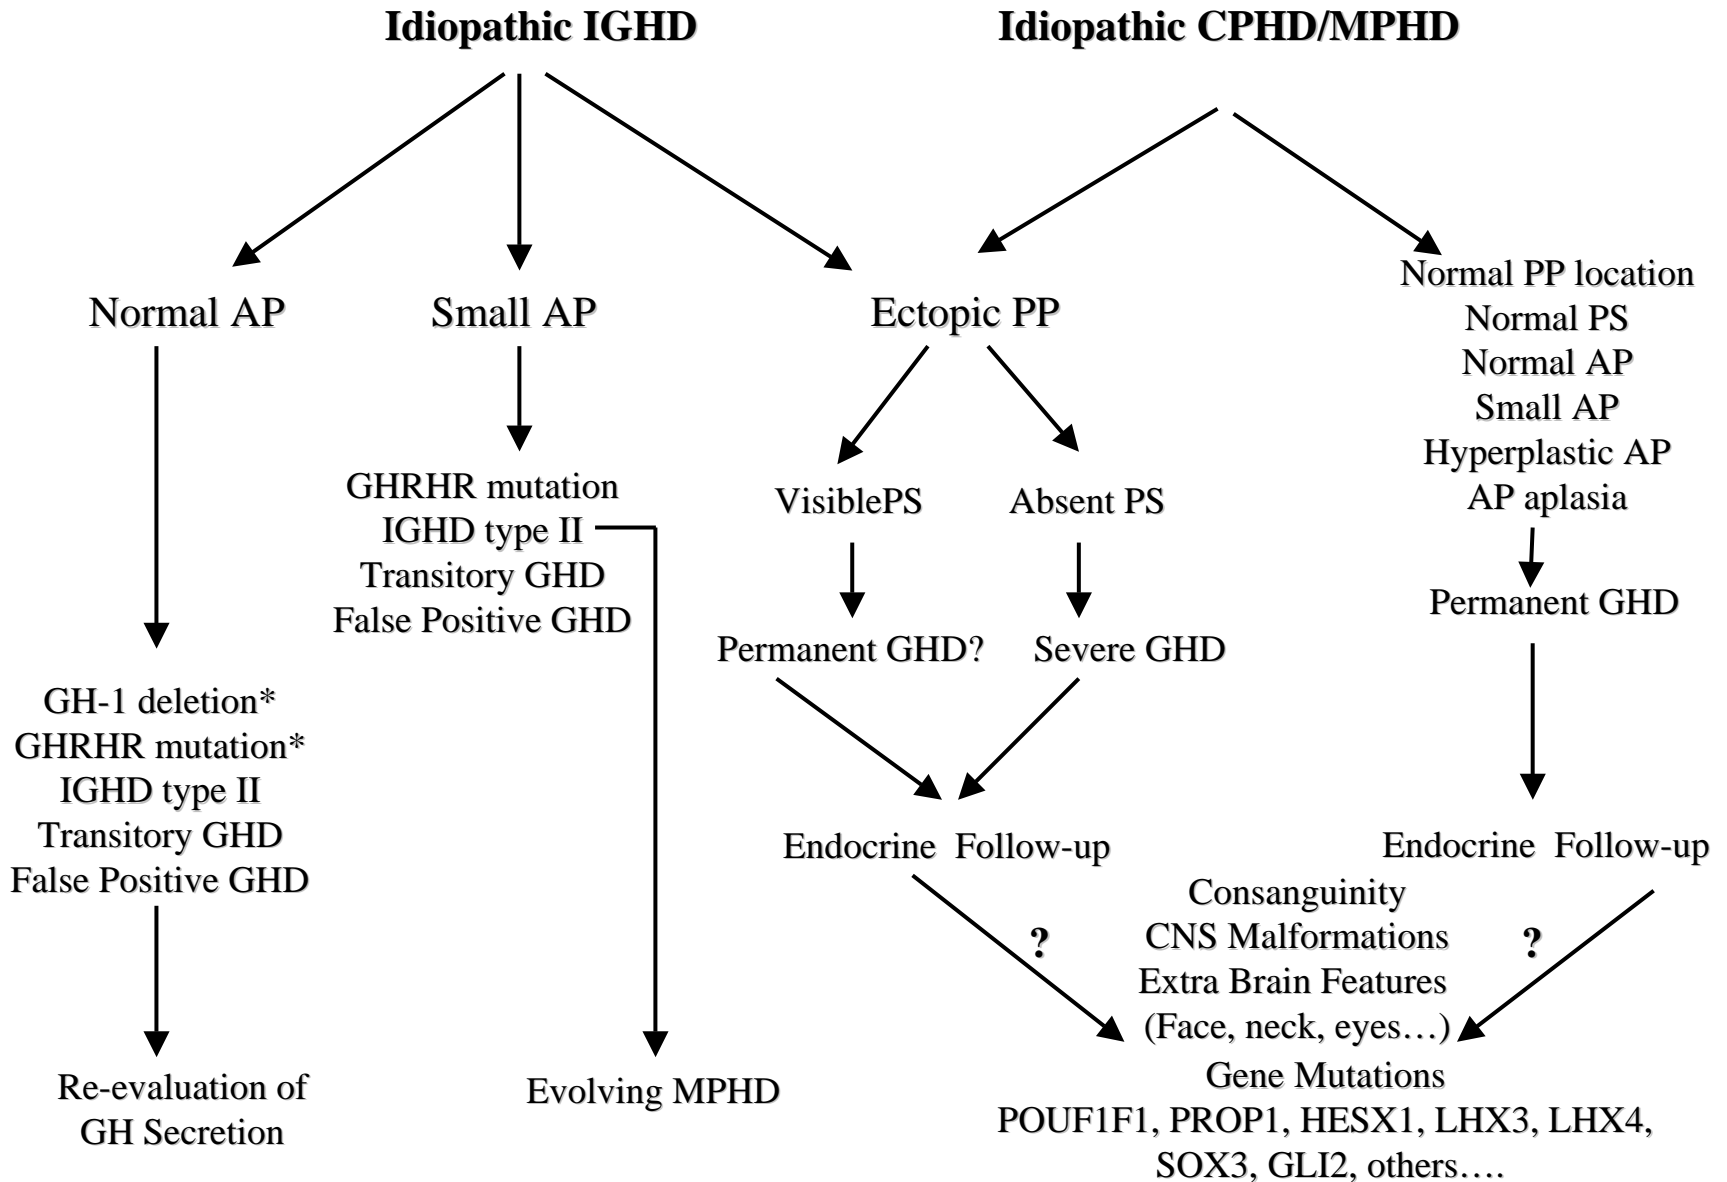 Idiopathic IGHD
Idiopathic CPHD/MPHD
Normal AP
Small AP
Ectopic PP
Normal PP location
Normal PS
Normal AP
Small AP
Hyperplastic AP
AP aplasia
GHRHR mutation
IGHD type II
Transitory GHD
False Positive GHD
VisiblePS
Absent PS
Permanent GHD?
Severe GHD
Permanent GHD
GH-1 deletion*
GHRHR mutation*
IGHD type II
Transitory GHD
False Positive GHD
Endocrine Follow-up
Endocrine Follow-up
?
Consanguinity
CNS Malformations
Extra Brain Features
(Face, neck, eyes…)
?
Re-evaluation of
GH Secretion
Evolving MPHD
Gene Mutations
POUF1F1, PROP1, HESX1, LHX3, LHX4,
SOX3, GLI2, others….